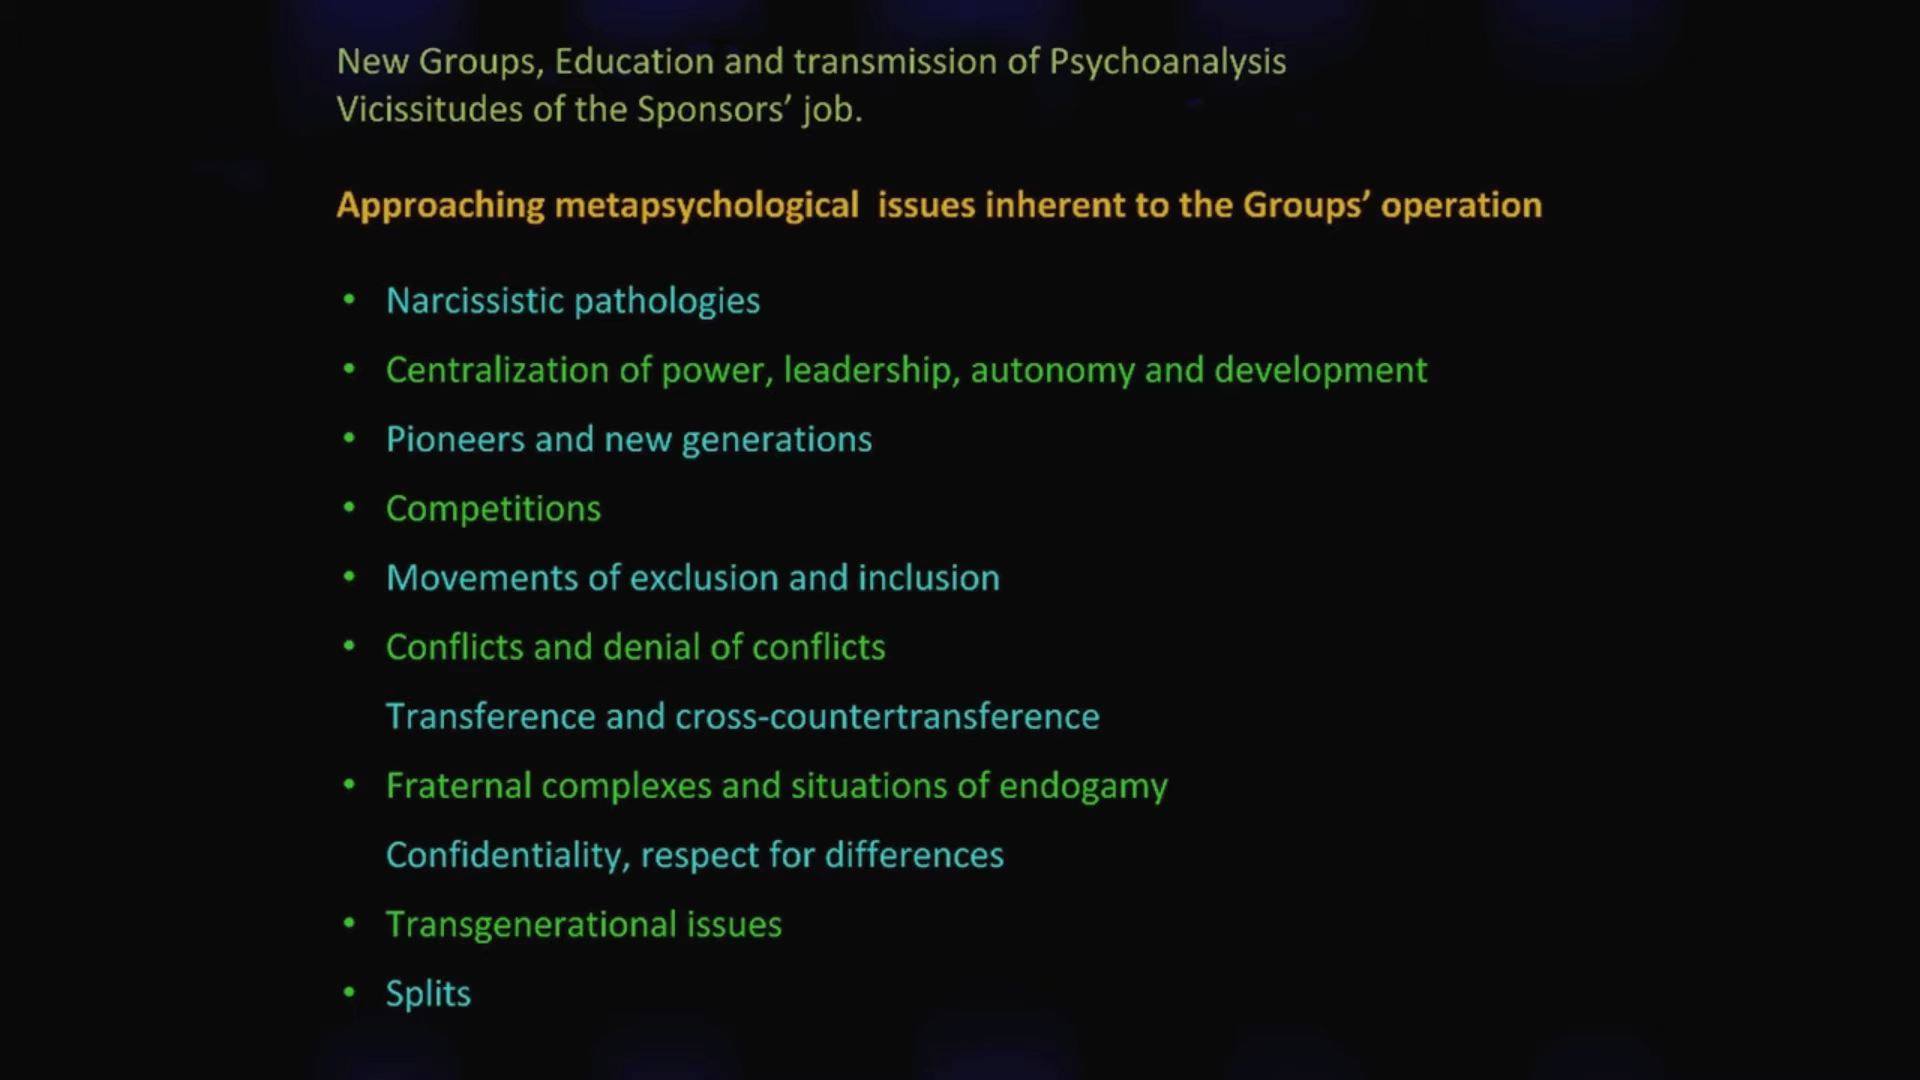 New Groups, Education and transmission of Psychoanalysis
Vicissitudes of the Sponsors’ job.
Approaching metapsychological issues inherent to the Groups’ operation
• Narcissistic pathologies
• Centralization of power, leadership, autonomy and development
• Pioneers and new generations
• Competitions
• Movements of exclusion and inclusion
• Conflicts and denial of conflicts
Transference and cross-countertransference
• Fraternal complexes and situations of endogamy
Confidentiality, respect for differences
• Transgenerational issues
• Splits